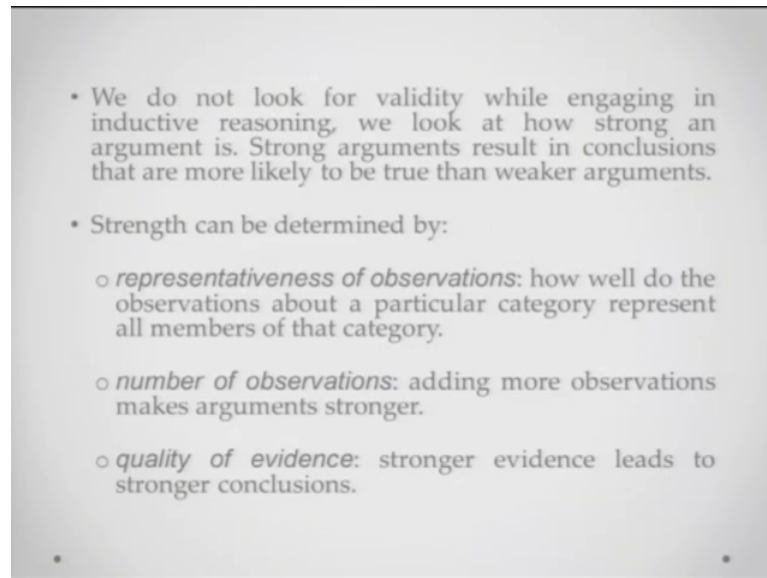 • We do not look for validity while engaging in
inductive reasoning, we look at how strong an
argument is. Strong arguments result in conclusions
that are more likely to be true than weaker arguments.
• Strength can be determined by:
o representativeness of observations: how well do the
observations about a particular category represent
all members of that category.
o number of observations: adding more observations
makes arguments stronger.
o quality of evidence: stronger evidence leads to
stronger conclusions.